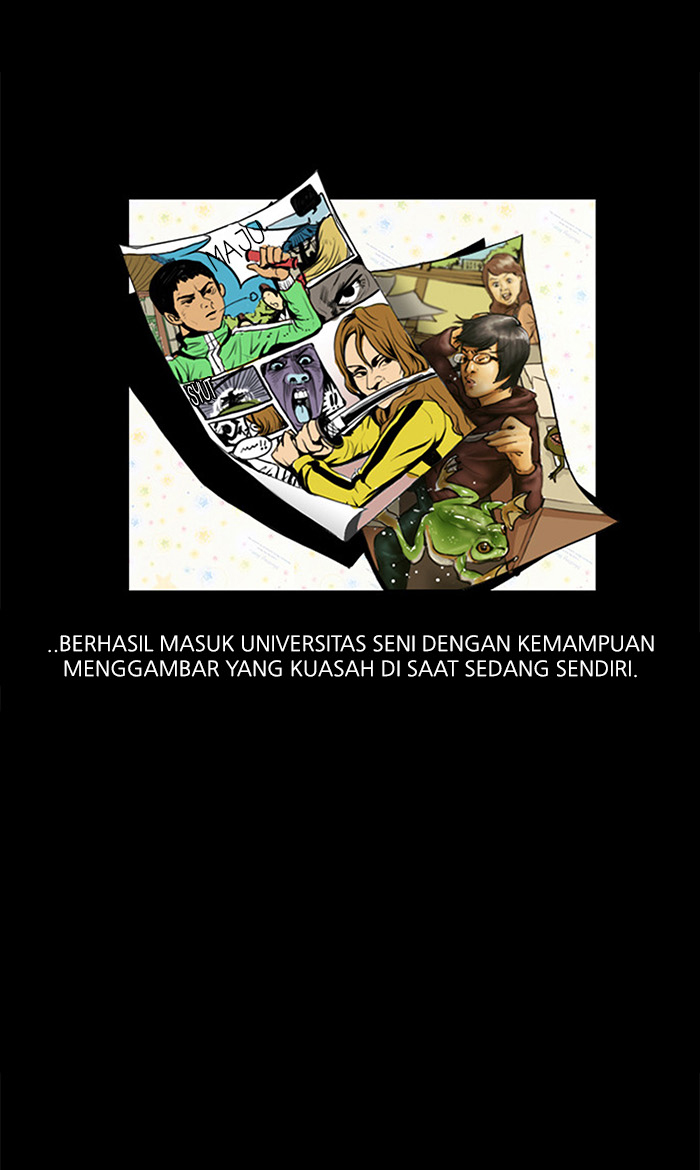 MAJU
SYUT
..BERHASIL MASUK UNIVERSITAS SENI DENGAN KEMAMPUAN
MENGGAMBAR YANG KUASAH DI SAAT SEDANG SENDIRI.